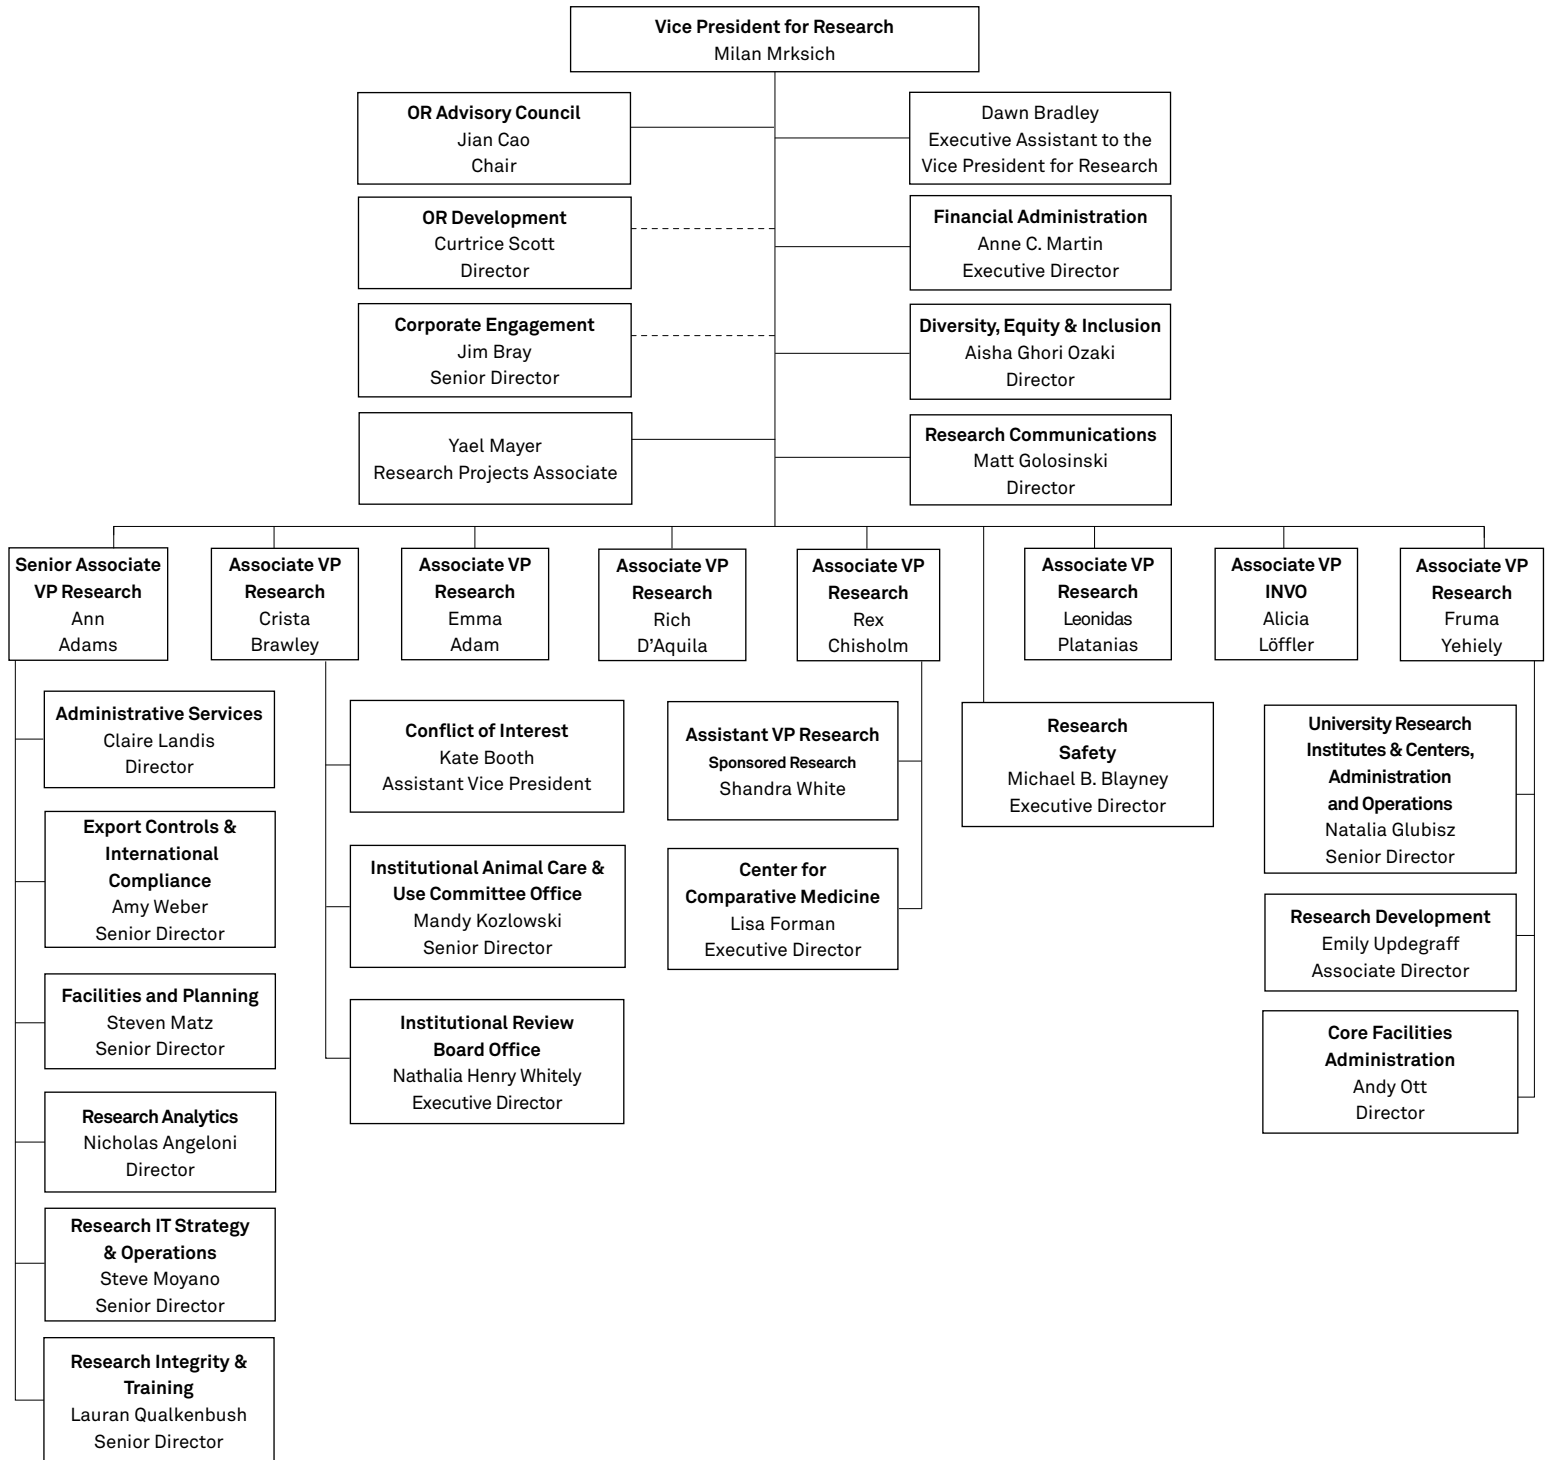 Vice President for Research
Milan Mrksich
OR Advisory Council
Jian Cao
Chair
Dawn Bradley
Executive Assistant to the
Vice President for Research
OR Development
Curtrice Scott
Director
Financial Administration
Anne C. Martin
Executive Director
Corporate Engagement
Jim Bray
Senior Director
Diversity, Equity & Inclusion
Aisha Ghori Ozaki
Director
Yael Mayer
Research Projects Associate
Research Communications
Matt Golosinski
Director
Senior Associate
VP Research
Ann
Adams
Associate VP
Research
Crista
Brawley
Associate VP
Research
Emma
Adam
Associate VP
Research
Rich
D’Aquila
Associate VP
Research
Rex
Chisholm
Associate VP
Research
Leonidas
Platanias
Associate VP
INVO
Alicia
Löffler
Associate VP
Research
Fruma
Yehiely
Administrative Services
Claire Landis
Director
Export Controls &
International
Compliance
Amy Weber
Senior Director
Facilities and Planning
Steven Matz
Senior Director
Research Analytics
Nicholas Angeloni
Director
Research IT Strategy
& Operations
Steve Moyano
Senior Director
Research Integrity &
Training
Lauran Qualkenbush
Senior Director
Conflict of Interest
Kate Booth
Assistant Vice President
Institutional Animal Care &
Use Committee Office
Mandy Kozlowski
Senior Director
Institutional Review
Board Office
Nathalia Henry Whitely
Executive Director
Assistant VP Research
Sponsored Research
Shandra White
Center for
Comparative Medicine
Lisa Forman
Executive Director
Research
Safety
Michael B. Blayney
Executive Director
University Research
Institutes & Centers,
Administration
and Operations
Natalia Glubisz
Senior Director
Research Development
Emily Updegraff
Associate Director
Core Facilities
Administration
Andy Ott
Director